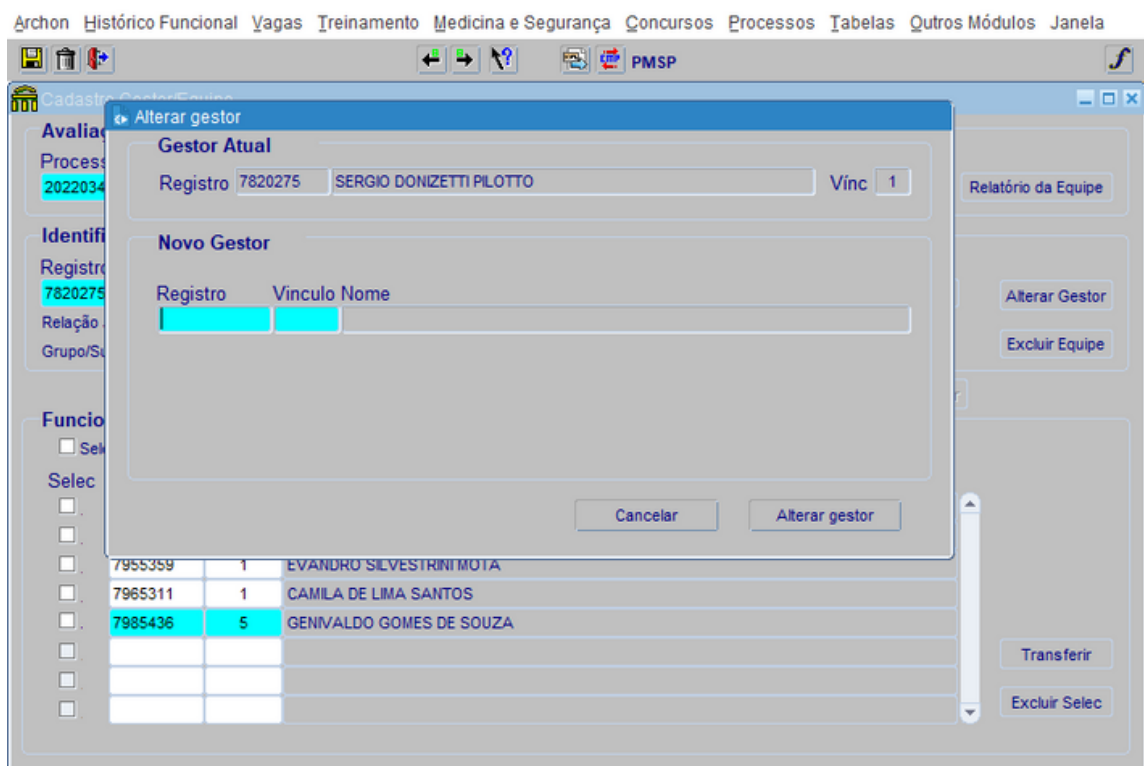 Archon Histórico Funcional Vagas Treinamento Medicina e Segurança Concursos Processos Tabelas Outros Módulos Janela
PMSP
Cadastro Gestor/Equipe
Alterar gestor
Avaliaç
Gestor Atual
Process
Registro 7820275 SERGIO DONIZETTI PILOTTO Vínc 1
2022034
Relatório da Equipe
Identifi
Novo Gestor
Registro
Registro Vinculo Nome
7820275
Alterar Gestor
Relação
Grupo/Su
Excluir Equipe
Funcio
Sele
Selec
Cancelar Alterar gestor
7955359 1 EVANDRO SILVESTRINI MOTA
7965311 1 CAMILA DE LIMA SANTOS
7985436 5 GENIVALDO GOMES DE SOUZA
Transferir
Excluir Selec